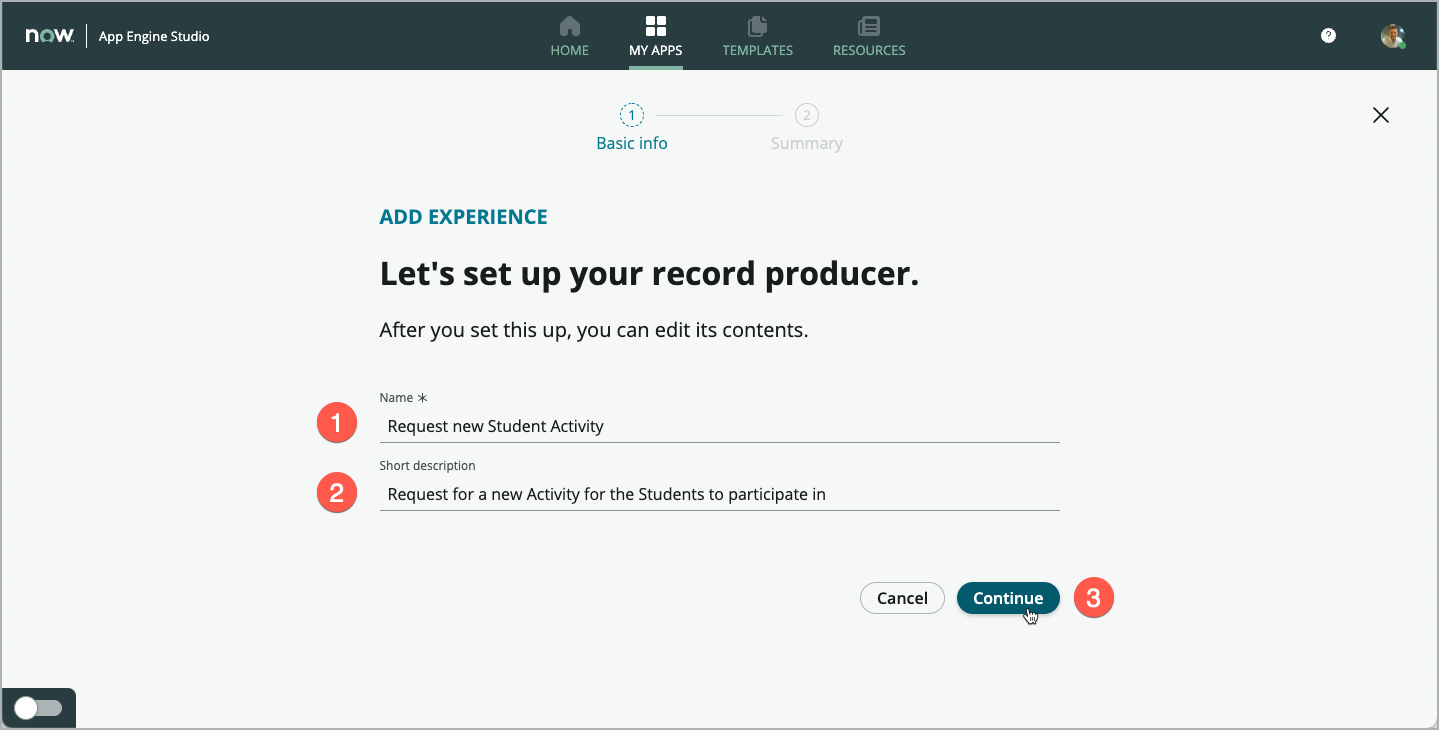 now.
App Engine Studio
HOME
MY APPS
TEMPLATES
RESOURCES
?
1
2
Basic info
Summary
ADD EXPERIENCE
Let's set up your record producer.
After you set this up, you can edit its contents.
Name *
1
Request new Student Activity
Short description
2
Request for a new Activity for the Students to participate in
Cancel
Continue
3